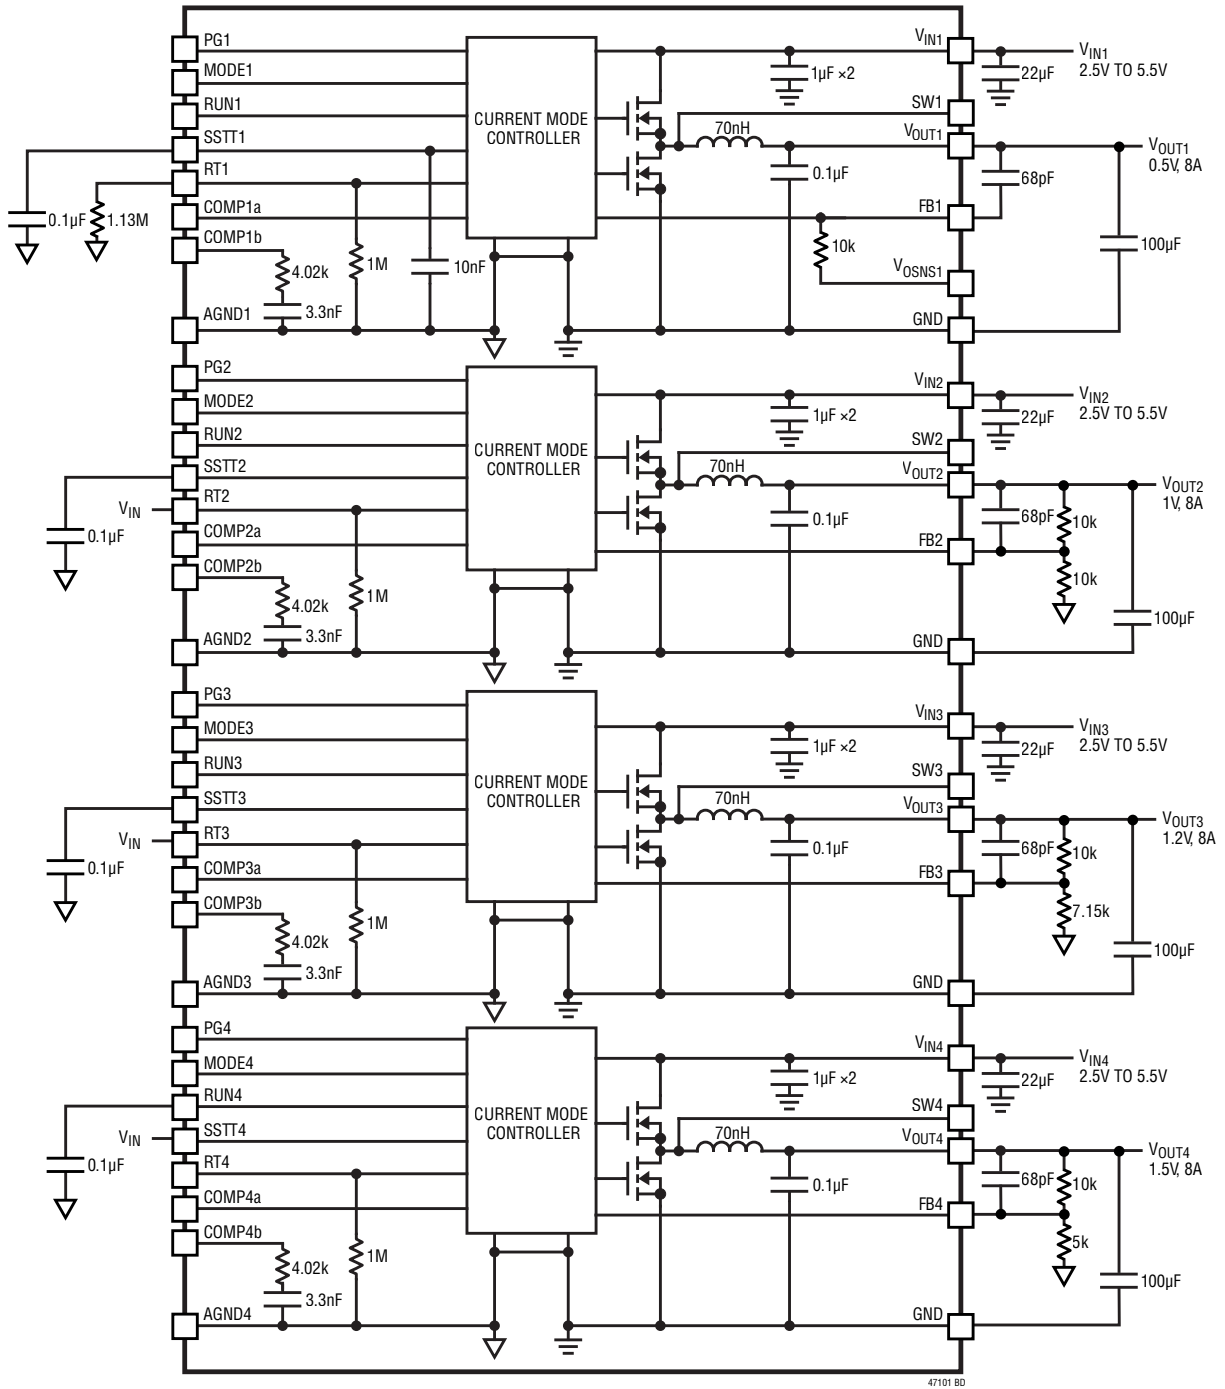 PG1
MODE1
RUN1
SSTT1
RT1
COMP1a
COMP1b
AGND1
0.1µF
1.13M
4.02k
3.3nF
1M
10nF
CURRENT MODE
CONTROLLER
VIN1
1µF ×2
22µF
VIN1
2.5V TO 5.5V
SW1
70nH
VOUT1
0.1µF
68pF
VOUT1
0.5V, 8A
FB1
10k
VOSNS1
100µF
GND
PG2
MODE2
RUN2
SSTT2
VIN
RT2
0.1µF
COMP2a
COMP2b
4.02k
1M
3.3nF
AGND2
CURRENT MODE
CONTROLLER
VIN2
1µF ×2
22µF
VIN2
2.5V TO 5.5V
SW2
70nH
VOUT2
0.1µF
68pF
10k
VOUT2
1V, 8A
FB2
10k
100µF
GND
PG3
MODE3
RUN3
SSTT3
VIN
RT3
0.1µF
COMP3a
COMP3b
4.02k
1M
3.3nF
AGND3
CURRENT MODE
CONTROLLER
VIN3
1µF ×2
22µF
VIN3
2.5V TO 5.5V
SW3
70nH
VOUT3
0.1µF
68pF
10k
VOUT3
1.2V, 8A
FB3
7.15k
100µF
GND
PG4
MODE4
RUN4
VIN
SSTT4
0.1µF
RT4
COMP4a
COMP4b
4.02k
1M
3.3nF
AGND4
CURRENT MODE
CONTROLLER
VIN4
1µF ×2
22µF
VIN4
2.5V TO 5.5V
SW4
70nH
VOUT4
0.1µF
68pF
10k
VOUT4
1.5V, 8A
FB4
5k
100µF
GND
47101 BD